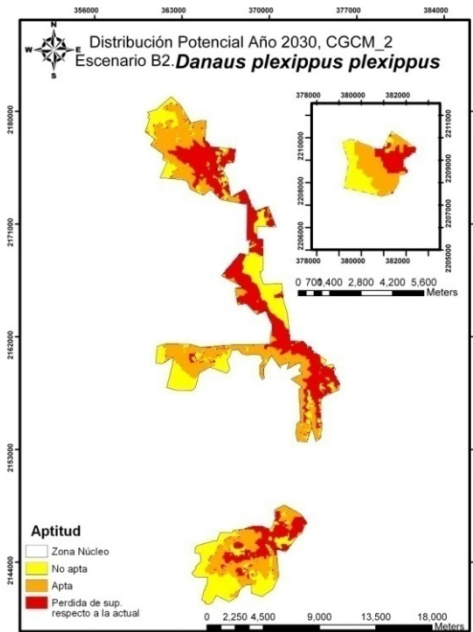 356000 363000 370000 377000 384000
N
W E
S
Distribución Potencial Año 2030, CGCM_2
Escenario B2. Danaus plexippus plexippus
378000 380000 382000
2211000
2210000
2209000
2208000
2207000
2206000
2205000
378000 380000 382000
0 700 1,400 2,800 4,200 5,600
Meters
2180000
2171000
2162000
2153000
2144000
Aptitud
Zona Núcleo
No apta
Apta
Perdida de sup.
respecto a la actual
0 2,250 4,500 9,000 13,500 18,000
Meters